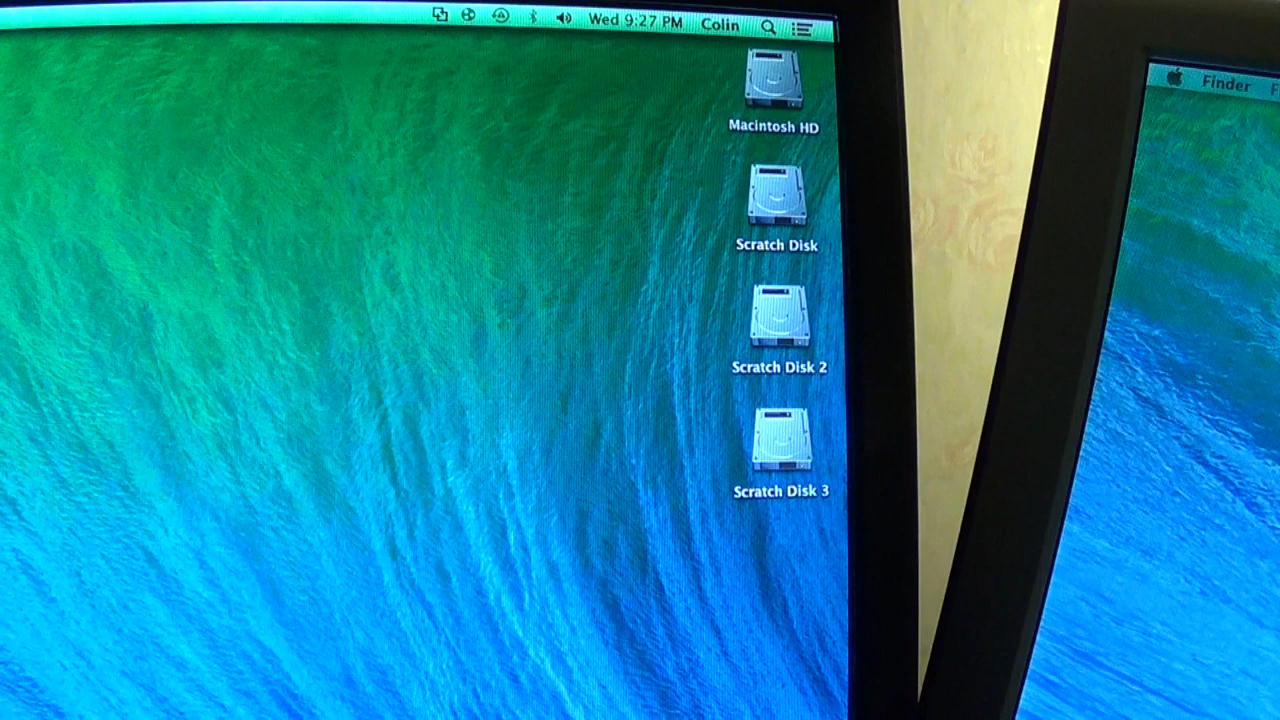 Wed 9:27 PM Colin
Macintosh HD
Scratch Disk
Scratch Disk 2
Scratch Disk 3
Finder F